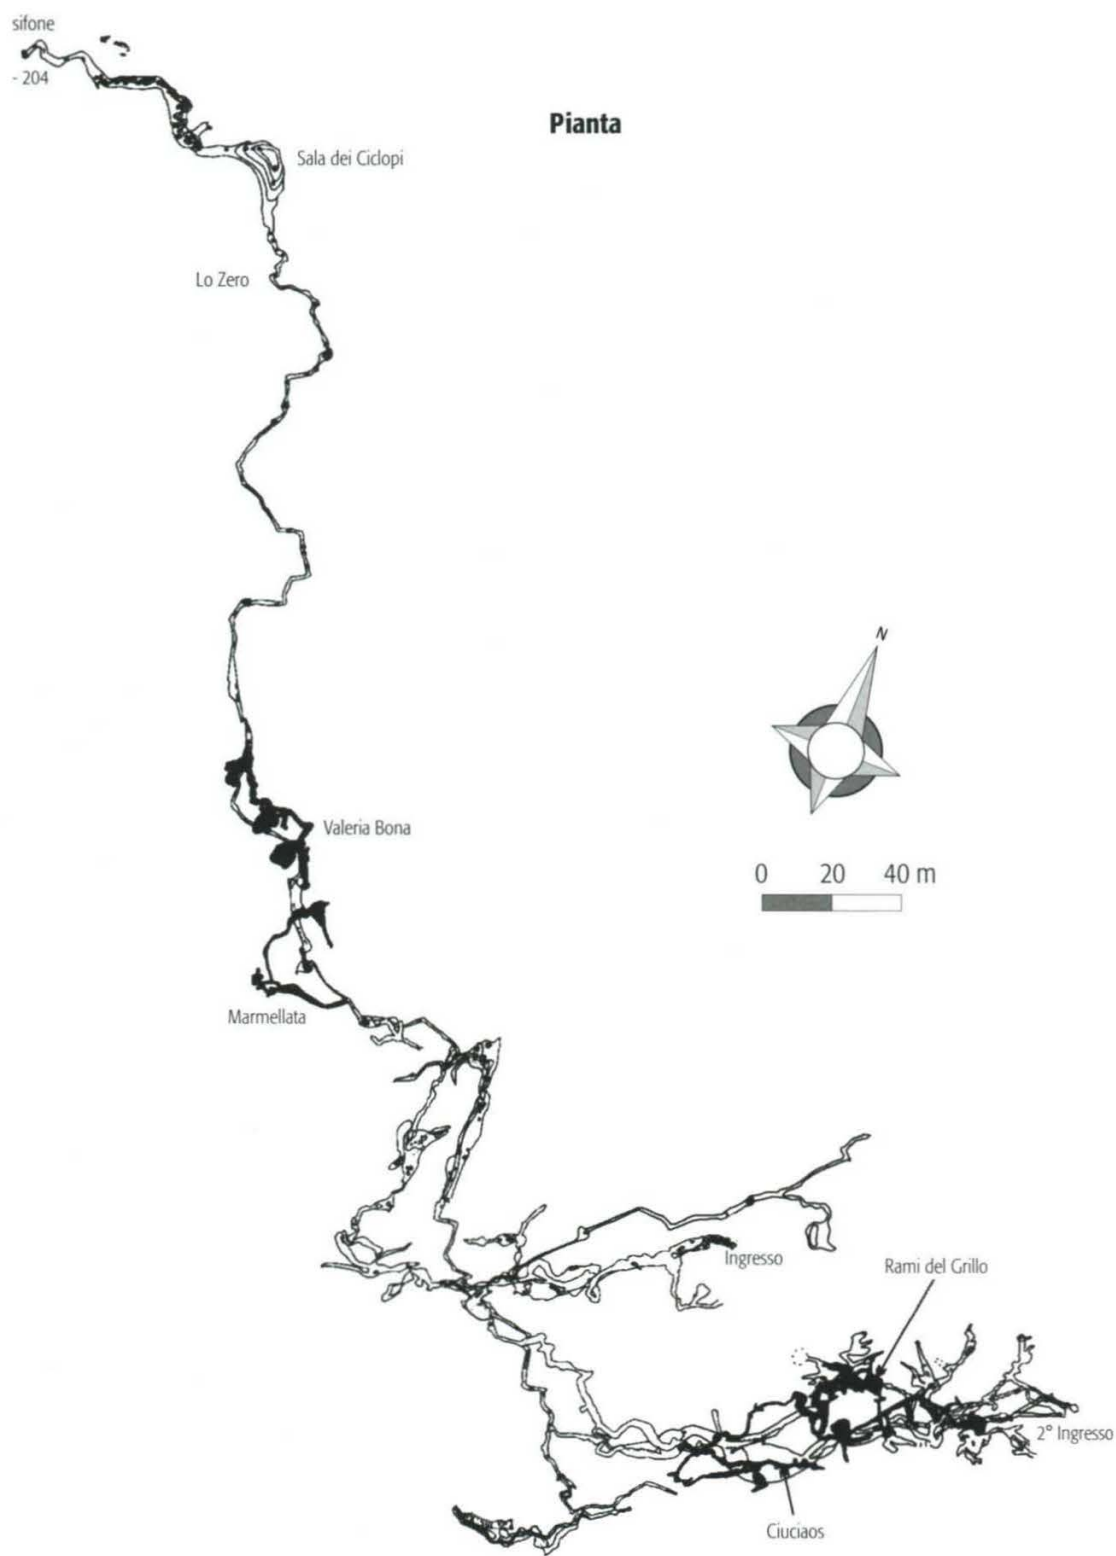 sifone
- 204
Pianta
Sala dei Ciclopi
Lo Zero
N
0 20 40 m
Valeria Bona
Marmellata
Ingresso
Rami del Grillo
2° Ingresso
Ciuciaos